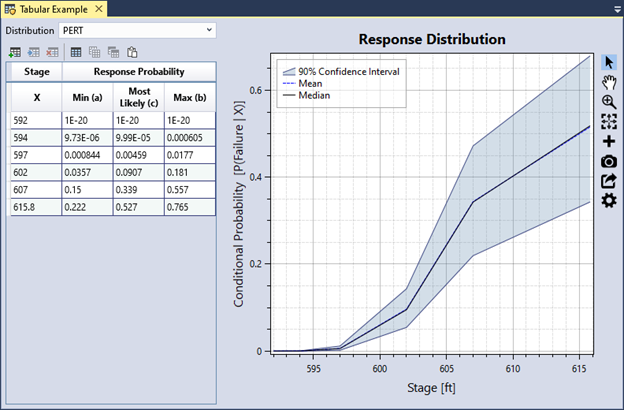 Tabular Example ×
Distribution PERT
Stage Response Probability
X Min (a) Most Likely (c) Max (b)
592 1E-20 1E-20 1E-20
594 9.73E-06 9.99E-05 0.000605
597 0.000844 0.00459 0.0177
602 0.0357 0.0907 0.181
607 0.15 0.339 0.557
615.8 0.222 0.527 0.765
Response Distribution
90% Confidence Interval
Mean
Median
Conditional Probability [P(Failure | X)]
0.6
0.4
0.2
0
595 600 605 610 615
Stage [ft]